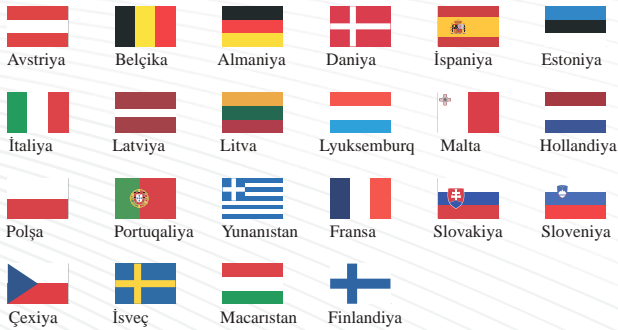 Avstriya Belçika Almaniya Daniya İspaniya Estoniya
İtaliya Latviya Litva Lyuksemburq Malta Hollandiya
Polşa Portuqaliya Yunanıstan Fransa Slovakiya Sloveniya
Çexiya İsveç Macarıstan Finlandiya